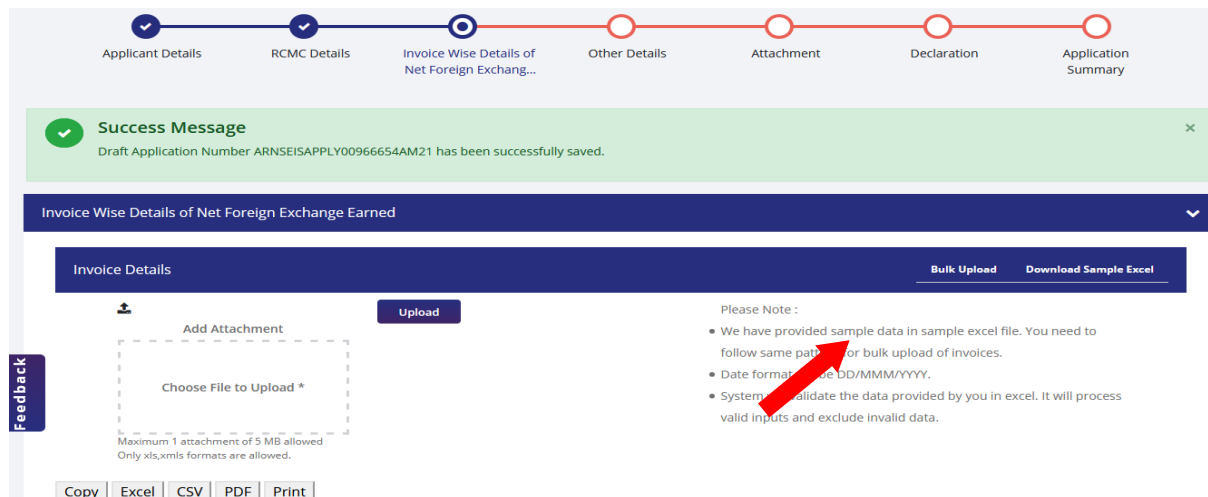 Applicant Details
RCMC Details
Invoice Wise Details of
Net Foreign Exchang...
Other Details
Attachment
Declaration
Application
Summary
Success Message
Draft Application Number ARNSEISAPPLY00966654AM21 has been successfully saved.
×
Invoice Wise Details of Net Foreign Exchange Earned
Invoice Details
Bulk Upload
Download Sample Excel
Add Attachment
Upload
Choose File to Upload *
Maximum 1 attachment of 5 MB allowed
Only xls,xmls formats are allowed.
Please Note :
• We have provided sample data in sample excel file. You need to
follow same for bulk upload of invoices.
• Date format be DD/MMM/YYYY.
• System validate the data provided by you in excel. It will process
valid inputs and exclude invalid data.
Feedback
Copy Excel CSV PDF Print